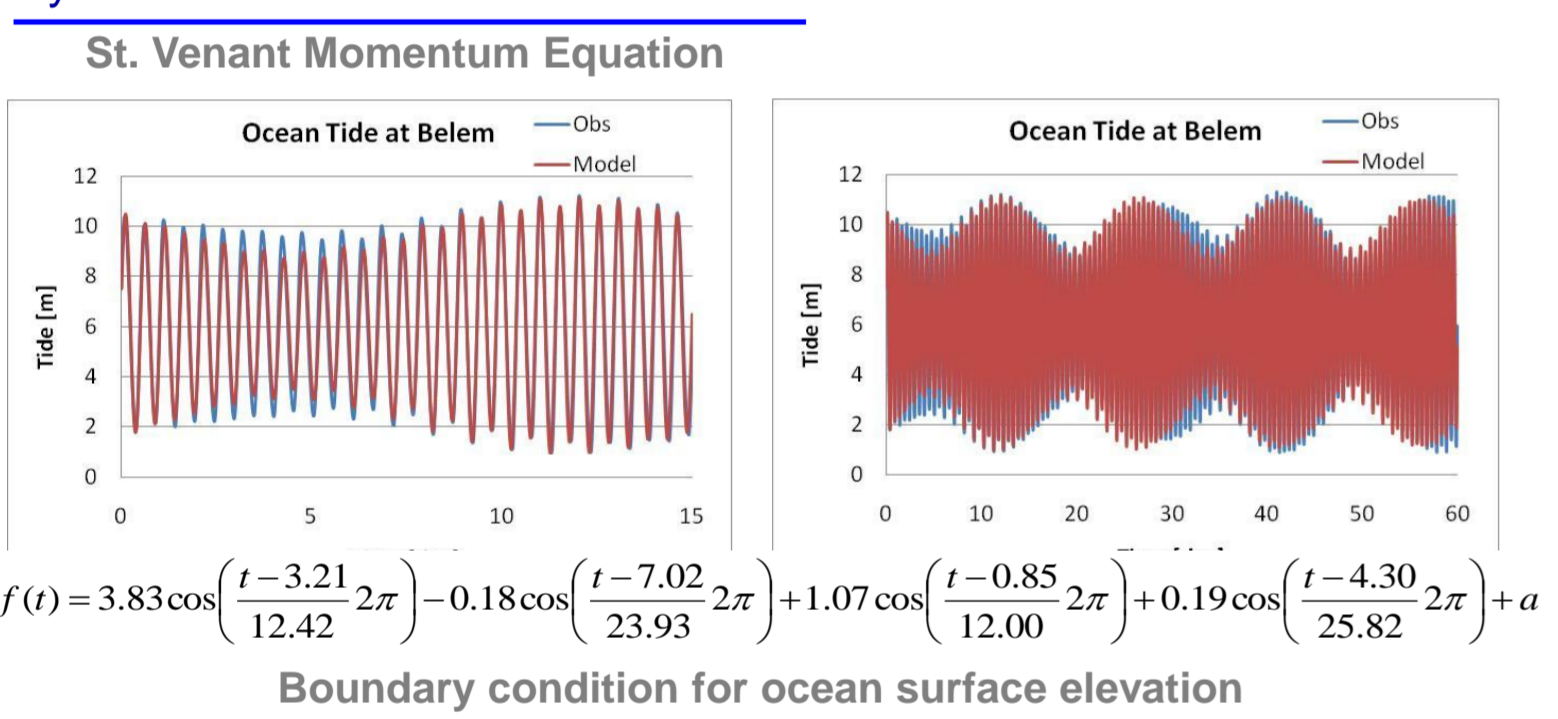 St. Venant Momentum Equation
Ocean Tide at Belem
Obs
Model
Tide [m]
12
10
8
6
4
2
0
0 5 10 15
Ocean Tide at Belem
Obs
Model
Tide [m]
12
10
8
6
4
2
0
0 10 20 30 40 50 60
f(t) = 3.83cos((t−3.21)/12.42 2π) − 0.18cos((t−7.02)/23.93 2π) + 1.07cos((t−0.85)/12.00 2π) + 0.19cos((t−4.30)/25.82 2π) + a
Boundary condition for ocean surface elevation